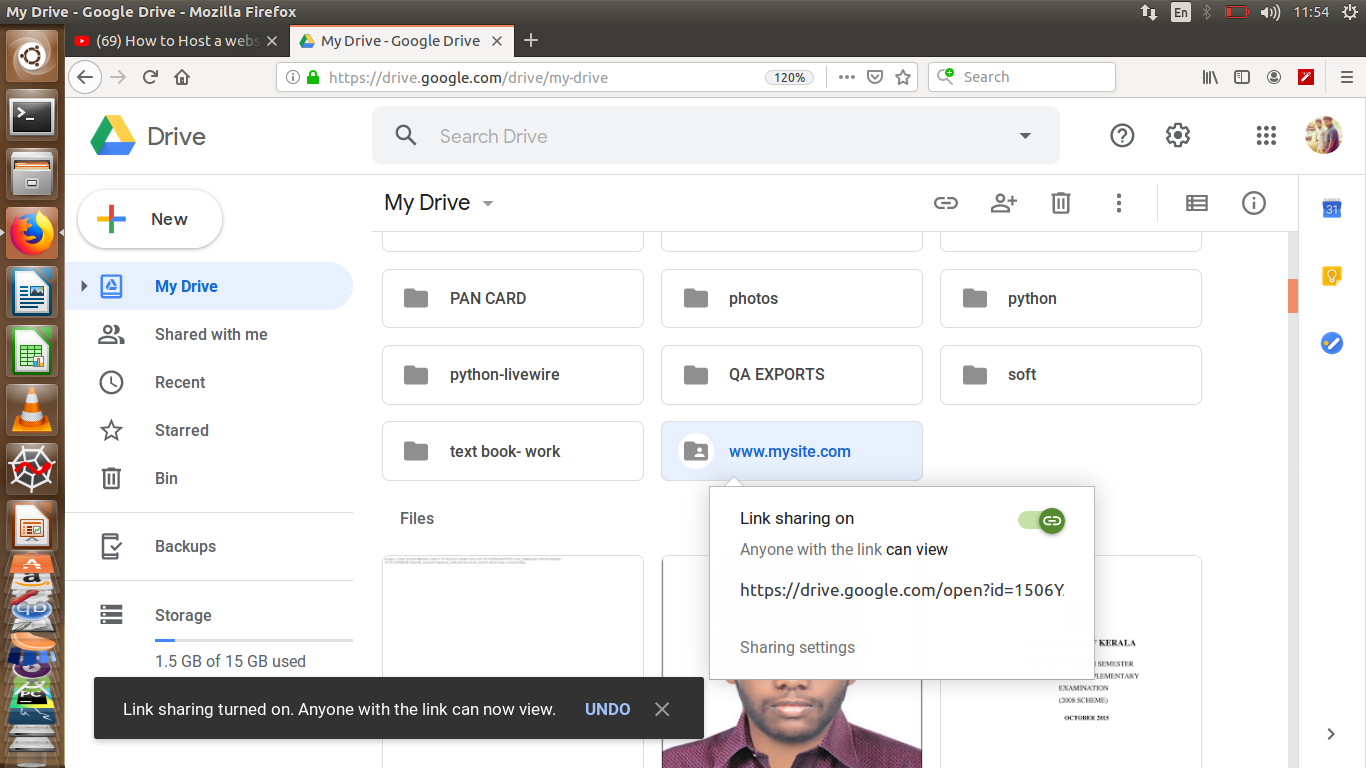 My Drive - Google Drive - Mozilla Firefox
En
11:54
(69) How to Host a webs
My Drive - Google Drive
https://drive.google.com/drive/my-drive
120%
Search
Drive
Search Drive
New
My Drive
31
My Drive
Shared with me
Recent
Starred
Bin
Backups
Storage
1.5 GB of 15 GB used
PAN CARD
photos
python
python-livewire
QA EXPORTS
soft
text book- work
www.mysite.com
Files
Link sharing on
Anyone with the link can view
https://drive.google.com/open?id=1506Y
Sharing settings
F KERALA
SEMESTER
PLEMENTARY
EXAMINATION
(2008 SCHEME)
OCTOBER 2015
Link sharing turned on. Anyone with the link can now view.
UNDO